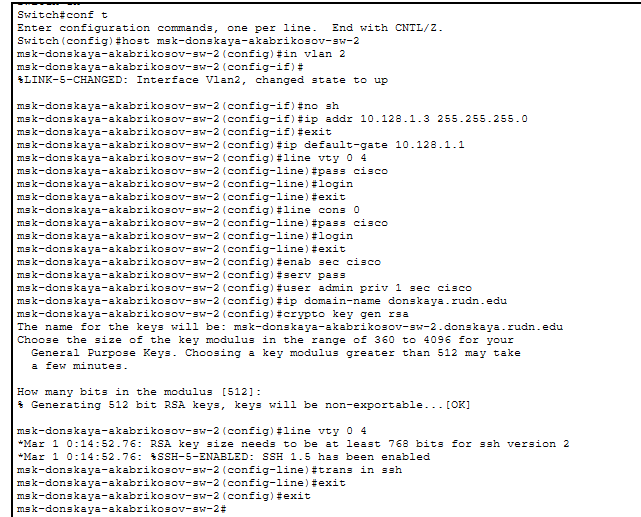 Switch#conf t
Enter configuration commands, one per line.  End with CNTL/Z.
Switch(config)#host msk-donskaya-akabrikosov-sw-2
msk-donskaya-akabrikosov-sw-2(config)#in vlan 2
msk-donskaya-akabrikosov-sw-2(config-if)#
%LINK-5-CHANGED: Interface Vlan2, changed state to up
msk-donskaya-akabrikosov-sw-2(config-if)#no sh
msk-donskaya-akabrikosov-sw-2(config-if)#ip addr 10.128.1.3 255.255.255.0
msk-donskaya-akabrikosov-sw-2(config-if)#exit
msk-donskaya-akabrikosov-sw-2(config)#ip default-gate 10.128.1.1
msk-donskaya-akabrikosov-sw-2(config)#line vty 0 4
msk-donskaya-akabrikosov-sw-2(config-line)#pass cisco
msk-donskaya-akabrikosov-sw-2(config-line)#login
msk-donskaya-akabrikosov-sw-2(config-line)#exit
msk-donskaya-akabrikosov-sw-2(config)#line cons 0
msk-donskaya-akabrikosov-sw-2(config-line)#pass cisco
msk-donskaya-akabrikosov-sw-2(config-line)#login
msk-donskaya-akabrikosov-sw-2(config-line)#exit
msk-donskaya-akabrikosov-sw-2(config)#enab sec cisco
msk-donskaya-akabrikosov-sw-2(config)#serv pass
msk-donskaya-akabrikosov-sw-2(config)#user admin priv 1 sec cisco
msk-donskaya-akabrikosov-sw-2(config)#ip domain-name donskaya.rudn.edu
msk-donskaya-akabrikosov-sw-2(config)#crypto key gen rsa
The name for the keys will be: msk-donskaya-akabrikosov-sw-2.donskaya.rudn.edu
Choose the size of the key modulus in the range of 360 to 4096 for your
  General Purpose Keys. Choosing a key modulus greater than 512 may take
  a few minutes.
How many bits in the modulus [512]:
% Generating 512 bit RSA keys, keys will be non-exportable...[OK]
msk-donskaya-akabrikosov-sw-2(config)#line vty 0 4
*Mar 1 0:14:52.76: RSA key size needs to be at least 768 bits for ssh version 2
*Mar 1 0:14:52.76: %SSH-5-ENABLED: SSH 1.5 has been enabled
msk-donskaya-akabrikosov-sw-2(config-line)#trans in ssh
msk-donskaya-akabrikosov-sw-2(config-line)#exit
msk-donskaya-akabrikosov-sw-2(config)#exit
msk-donskaya-akabrikosov-sw-2#